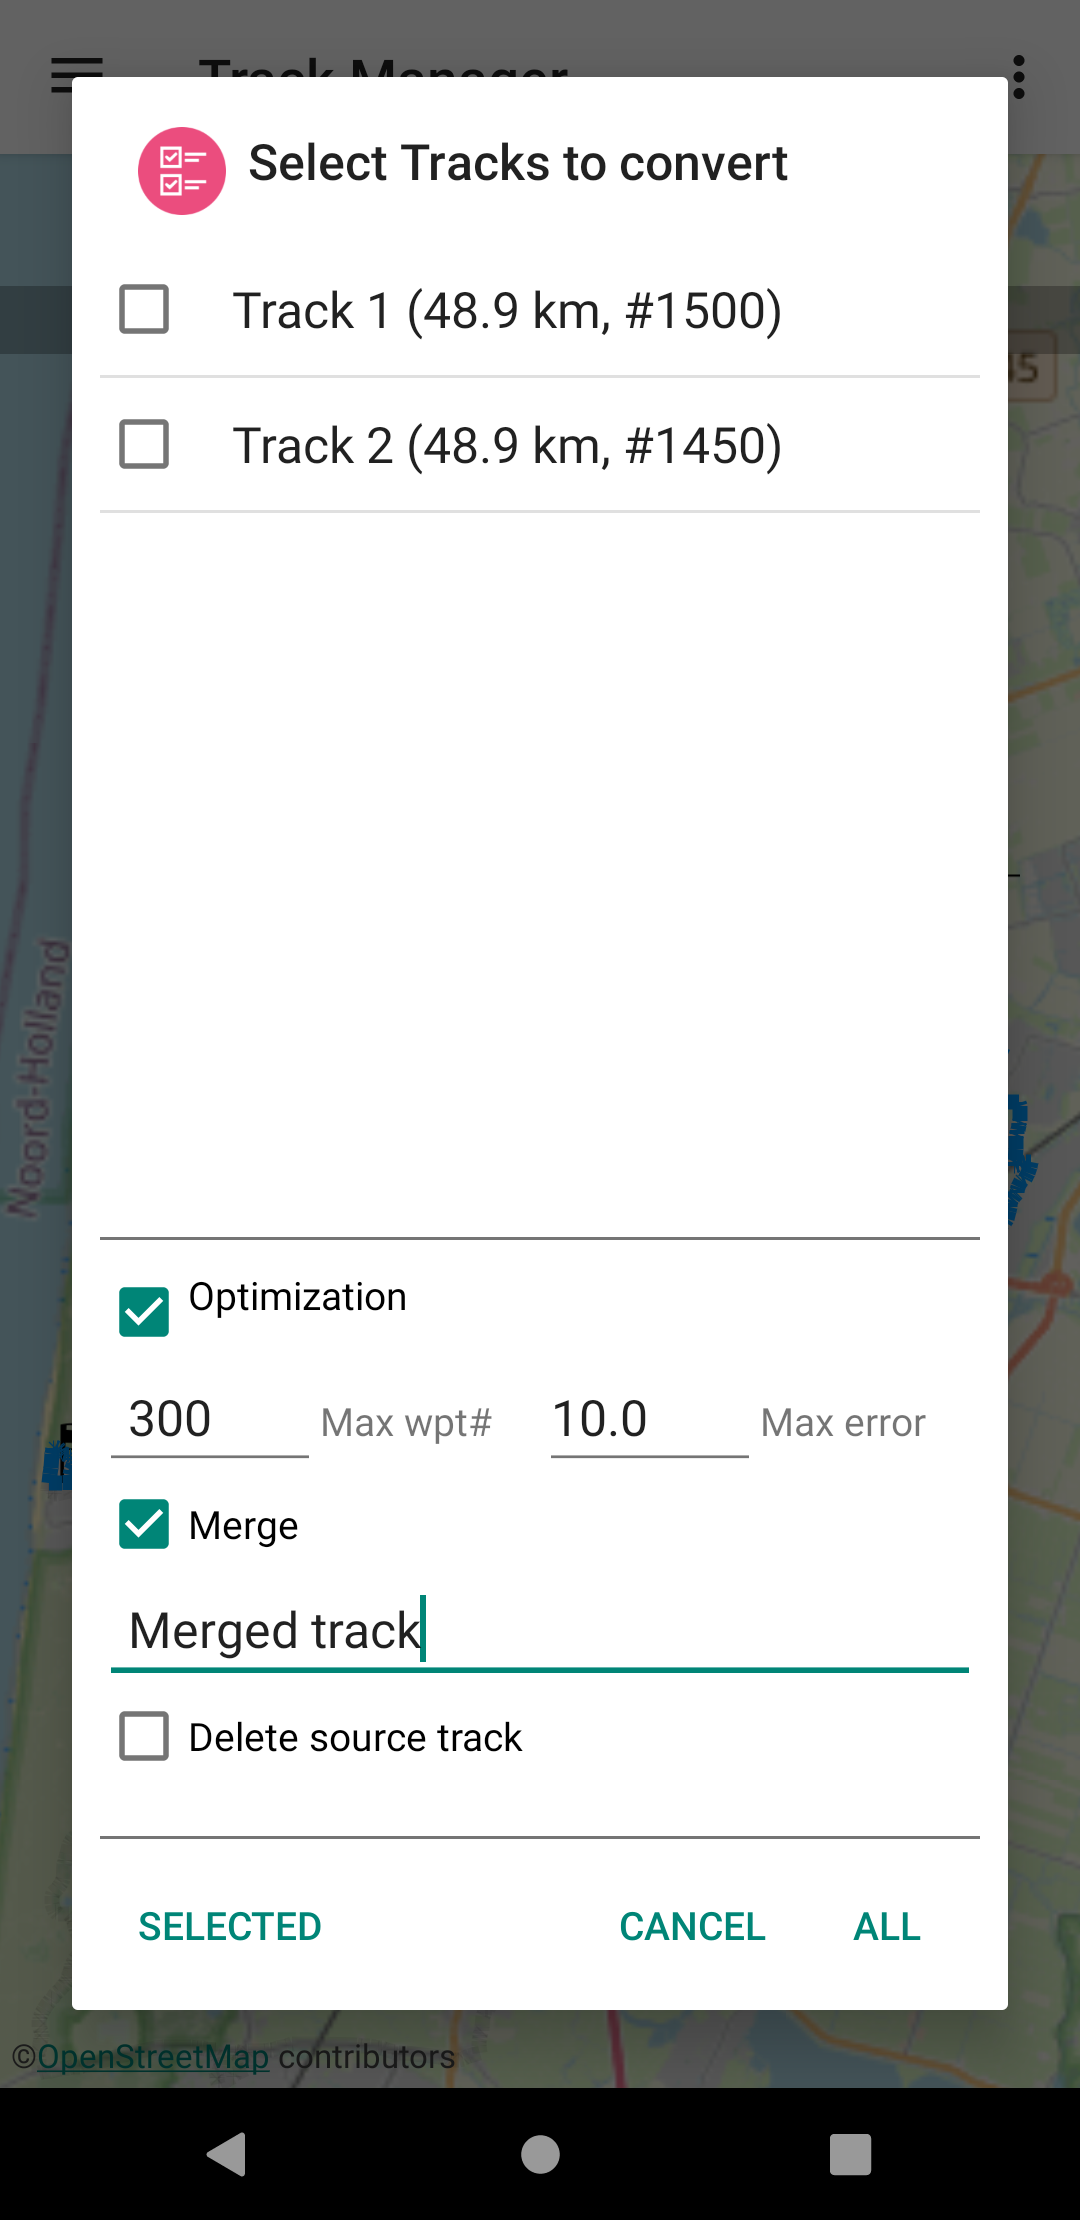 Track Manager
Select Tracks to convert
Track 1 (48.9 km, #1500)
45
Track 2 (48.9 km, #1450)
Noord-Holland
Optimization
300 Max wpt# 10.0 Max error
Merge
Merged track
Delete source track
SELECTED CANCEL ALL
©OpenStreetMap contributors